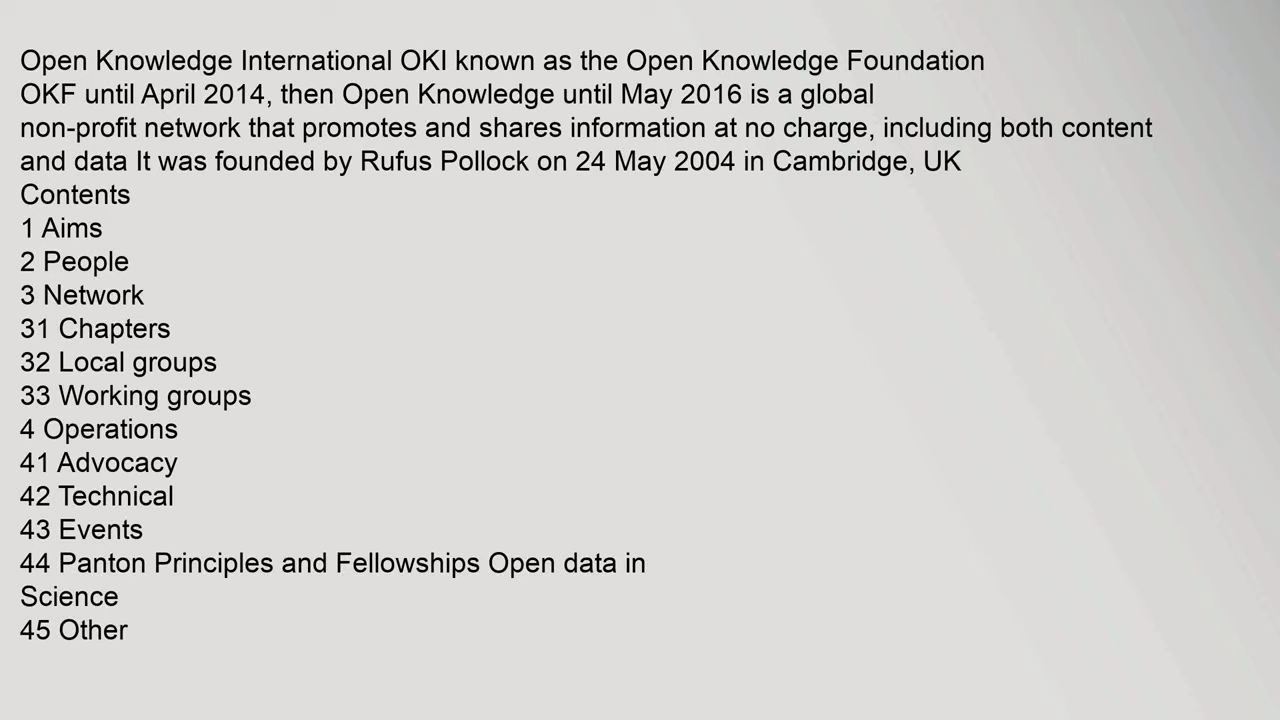 Open Knowledge International OKI known as the Open Knowledge Foundation
OKF until April 2014, then Open Knowledge until May 2016 is a global
non-profit network that promotes and shares information at no charge, including both content
and data It was founded by Rufus Pollock on 24 May 2004 in Cambridge, UK
Contents
1 Aims
2 People
3 Network
31 Chapters
32 Local groups
33 Working groups
4 Operations
41 Advocacy
42 Technical
43 Events
44 Panton Principles and Fellowships Open data in
Science
45 Other